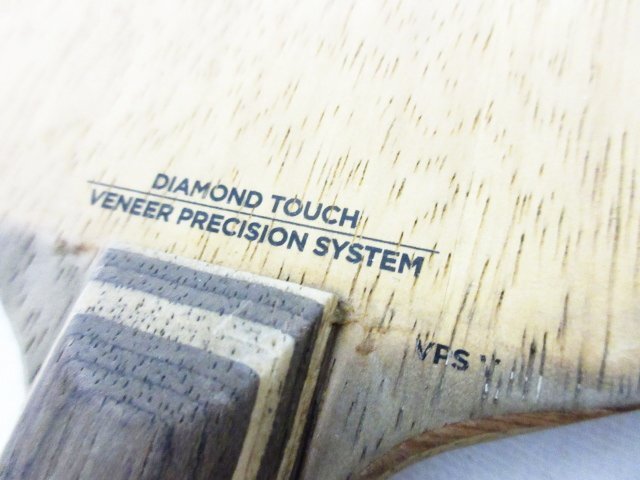 DIAMOND TOUCH
VENEER PRECISION SYSTEM
VPS V